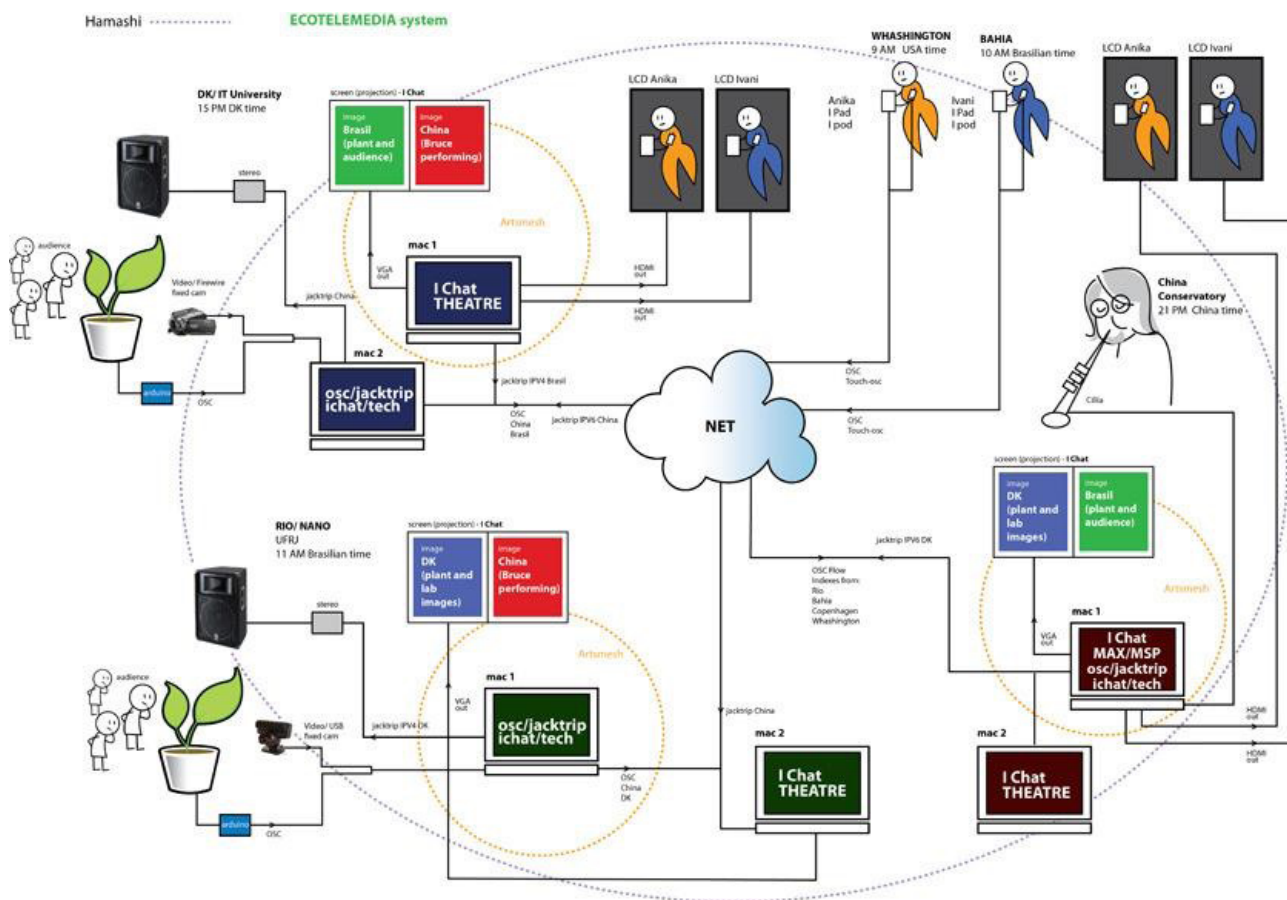 Hamashi
ECOTELEMEDIA system
DK/ IT University
15 PM DK time
screen (projection) - I Chat
Image
Brasil
(plant and
audience)
Image
China
(Bruce
performing)
LCD Anika
LCD Ivani
WHASHINGTON
9 AM USA time
Anika
I Pad
I pod
BAHIA
10 AM Brasilian time
Ivani
I Pad
I pod
LCD Anika
LCD Ivani
stereo
Artsmesh
audience
Video/Firewire
fixed cam
jacktrip China
VGA
out
mac 1
I Chat
THEATRE
HDMI
out
HDMI
out
China
Conservatory
21 PM China time
mac 2
osc/jacktrip
ichat/tech
arduino
OSC
jacktrip IPV4 Brasil
OSC
China
Brasil
jacktrip IPV6 China
NET
OSC
Touch-osc
OSC
Touch-osc
Cillia
screen (projection) - I Chat
Image
DK
(plant and
lab
images)
Image
Brasil
(plant and
audience)
RIO/ NANO
UFRJ
11 AM Brasilian time
screen (projection) - I Chat
Image
DK
(plant and
lab
images)
Image
China
(Bruce
performing)
jacktrip IPV6 DK
OSC Flow
Indexes from:
Rio
Bahia
Copenhagen
Whashington
Artsmesh
stereo
Artsmesh
mac 1
VGA
out
I Chat
MAX/MSP
osc/jacktrip
ichat/tech
audience
Video/ USB
fixed cam
jacktrip IPV4 DK
VGA
out
mac 1
osc/jacktrip
ichat/tech
jacktrip China
HDMI
out
HDMI
out
mac 2
I Chat
THEATRE
mac 2
I Chat
THEATRE
OSC
China
DK
arduino
OSC